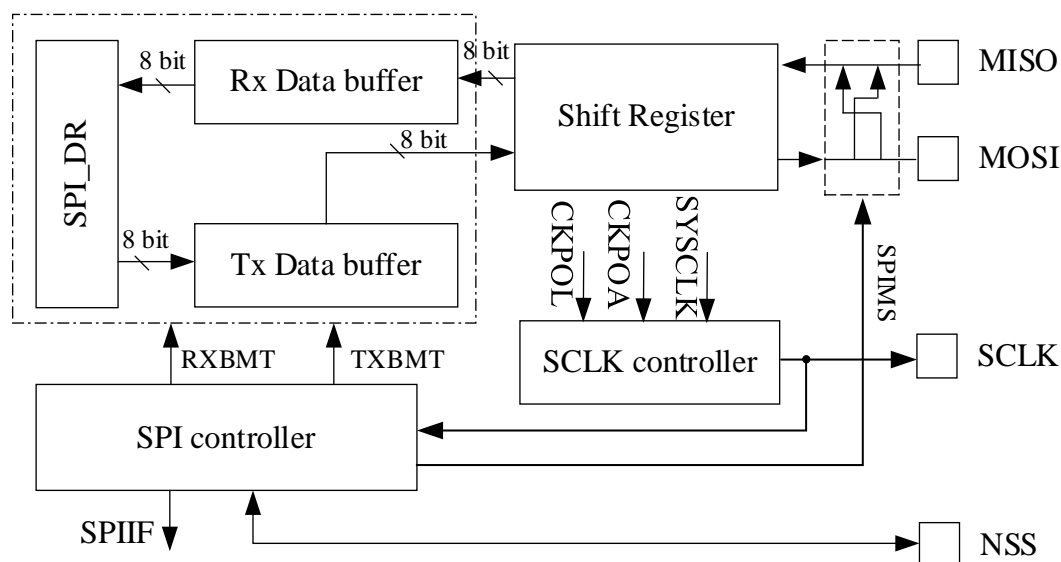 8 bit
Rx Data buffer
8 bit
Shift Register
MISO
SPI_DR
8 bit
MOSI
8 bit
Tx Data buffer
CKPOL
CKPOA
SYSCLK
SPIMS
RXBMT
TXBMT
SCLK controller
SCLK
SPI controller
SPIIF
NSS